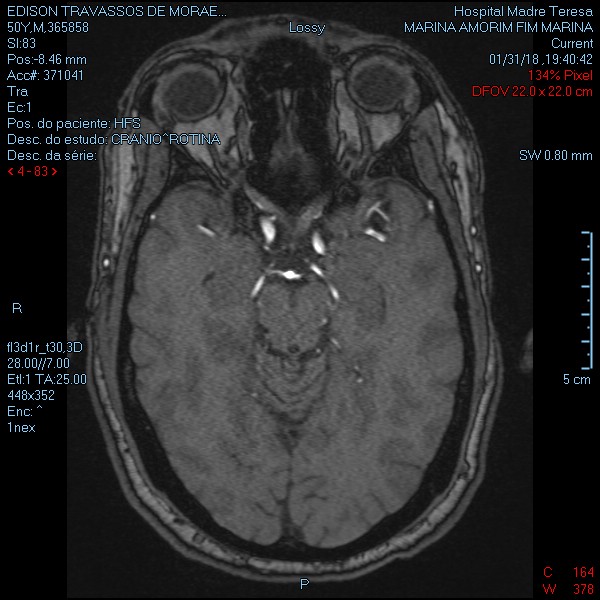 EDISON TRAVASSOS DE MORAE...
50Y,M,365858
Sl:83
Pos:-8.46 mm
Acc#: 371041
Tra
Ec:1
Pos. do paciente: HFS
Desc. do estudo: CRANIO^ROTINA
Desc. da série:
< 4 - 83 >
Lossy
Hospital Madre Teresa
MARINA AMORIM FIM MARINA
Current
01/31/18 ,19:40:42
134% Pixel
DFOV 22.0 x 22.0 cm
SW 0.80 mm
R
fl3d1r_t30,3D
28.00//7.00
Etl:1 TA:25.00
448x352
Enc: ^
1nex
5 cm
P
C 164
W 378